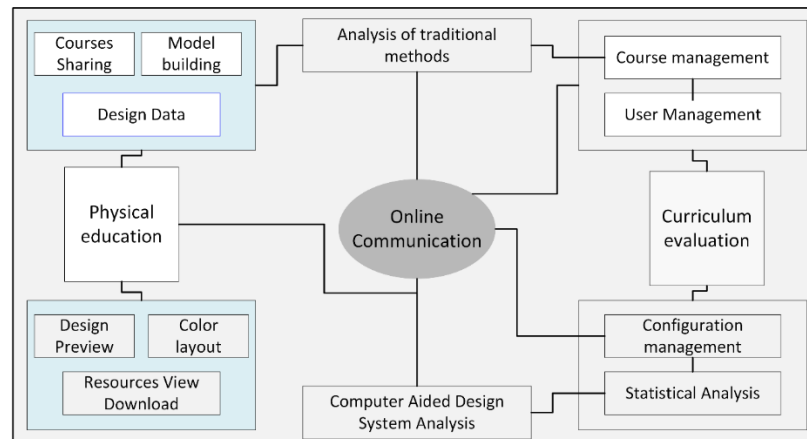 Courses
Sharing
Model
building
Design Data
Analysis of traditional
methods
Course management
User Management
Physical
education
Online
Communication
Curriculum
evaluation
Design
Preview
Color
layout
Resources View
Download
Computer Aided Design
System Analysis
Configuration
management
Statistical Analysis